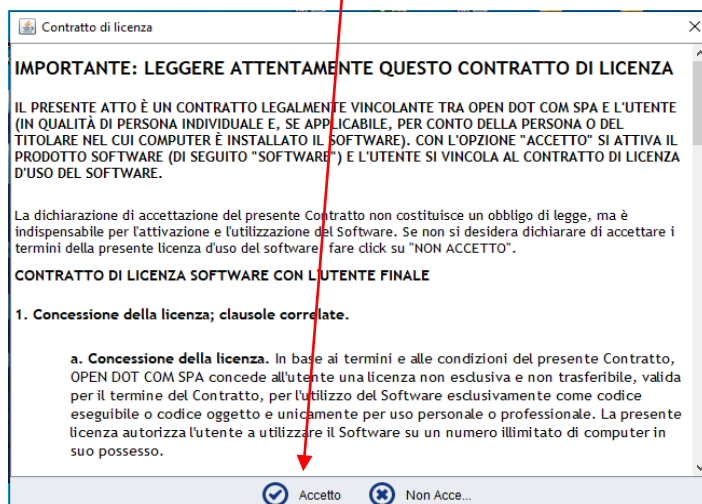 Contratto di licenza
IMPORTANTE: LEGGERE ATTENTAMENTE QUESTO CONTRATTO DI LICENZA
IL PRESENTE ATTO È UN CONTRATTO LEGALMENTE VINCOLANTE TRA OPEN DOT COM SPA E L'UTENTE
(IN QUALITÀ DI PERSONA INDIVIDUALE E, SE APPLICABILE, PER CONTO DELLA PERSONA O DEL
TITOLARE NEL CUI COMPUTER È INSTALLATO IL SOFTWARE). CON L'OPZIONE "ACCETTO" SI ATTIVA IL
PRODOTTO SOFTWARE (DI SEGUITO "SOFTWARE") E L'UTENTE SI VINCOLA AL CONTRATTO DI LICENZA
D'USO DEL SOFTWARE.
La dichiarazione di accettazione del presente Contratto non costituisce un obbligo di legge, ma è
indispensabile per l'attivazione e l'utilizzazione del Software. Se non si desidera dichiarare di accettare i
termini della presente licenza d'uso del software, fare click su "NON ACCETTO".
CONTRATTO DI LICENZA SOFTWARE CON L'UTENTE FINALE
1. Concessione della licenza; clausole correlate.
a. Concessione della licenza. In base ai termini e alle condizioni del presente Contratto,
OPEN DOT COM SPA concede all'utente una licenza non esclusiva e non trasferibile, valida
per il termine del Contratto, per l'utilizzo del Software esclusivamente come codice
eseguibile o codice oggetto e unicamente per uso personale o professionale. La presente
licenza autorizza l'utente a utilizzare il Software su un numero illimitato di computer in
suo possesso.
Accetto Non Acce...